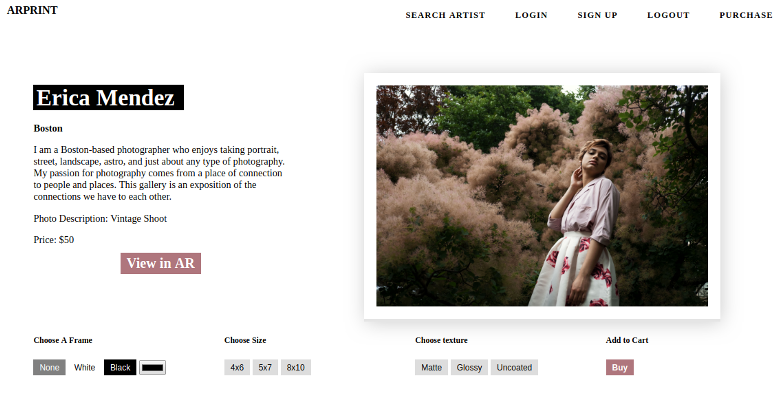 ARPRINT
SEARCH ARTIST LOGIN SIGN UP LOGOUT PURCHASE
Erica Mendez
Boston
I am a Boston-based photographer who enjoys taking portrait,
street, landscape, astro, and just about any type of photography.
My passion for photography comes from a place of connection
to people and places. This gallery is an exposition of the
connections we have to each other.
Photo Description: Vintage Shoot
Price: $50
View in AR
Choose A Frame Choose Size Choose texture Add to Cart
None White Black 4x6 5x7 8x10 Matte Glossy Uncoated Buy